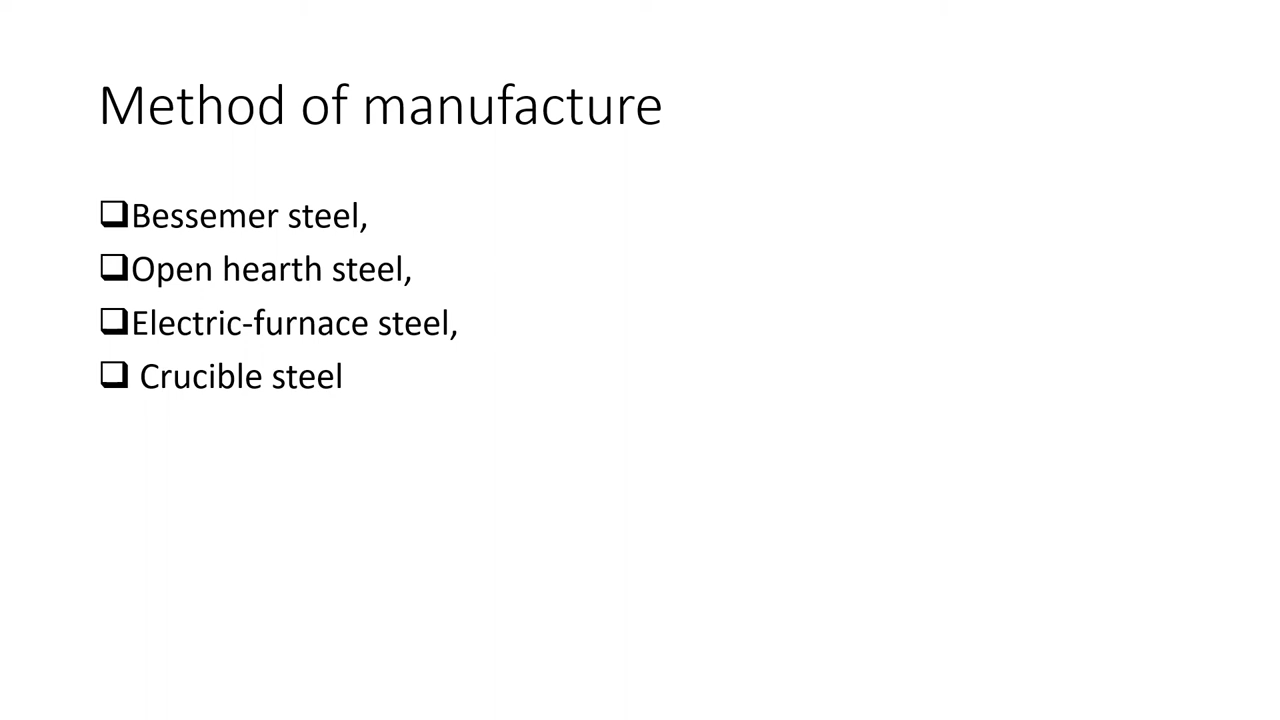 Method of manufacture
❑Bessemer steel,
❑Open hearth steel,
❑Electric-furnace steel,
❑ Crucible steel